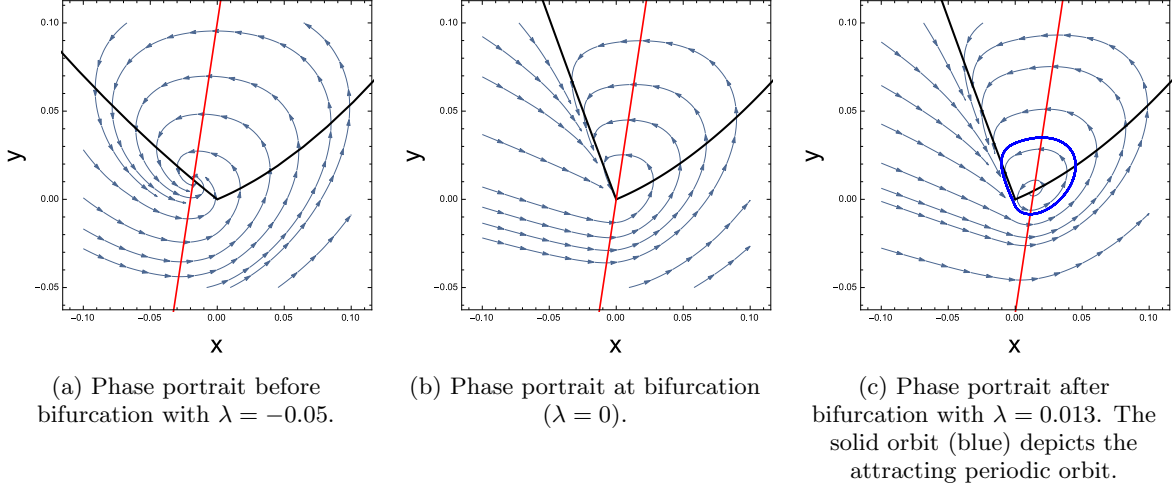 0.10
0.05
0.00
−0.05
y
−0.10 −0.05 0.00 0.05 0.10
x
(a) Phase portrait before
bifurcation with λ = −0.05.
0.10
0.05
0.00
−0.05
y
−0.10 −0.05 0.00 0.05 0.10
x
(b) Phase portrait at bifurcation
(λ = 0).
0.10
0.05
0.00
−0.05
y
−0.10 −0.05 0.00 0.05 0.10
x
(c) Phase portrait after
bifurcation with λ = 0.013. The
solid orbit (blue) depicts the
attracting periodic orbit.